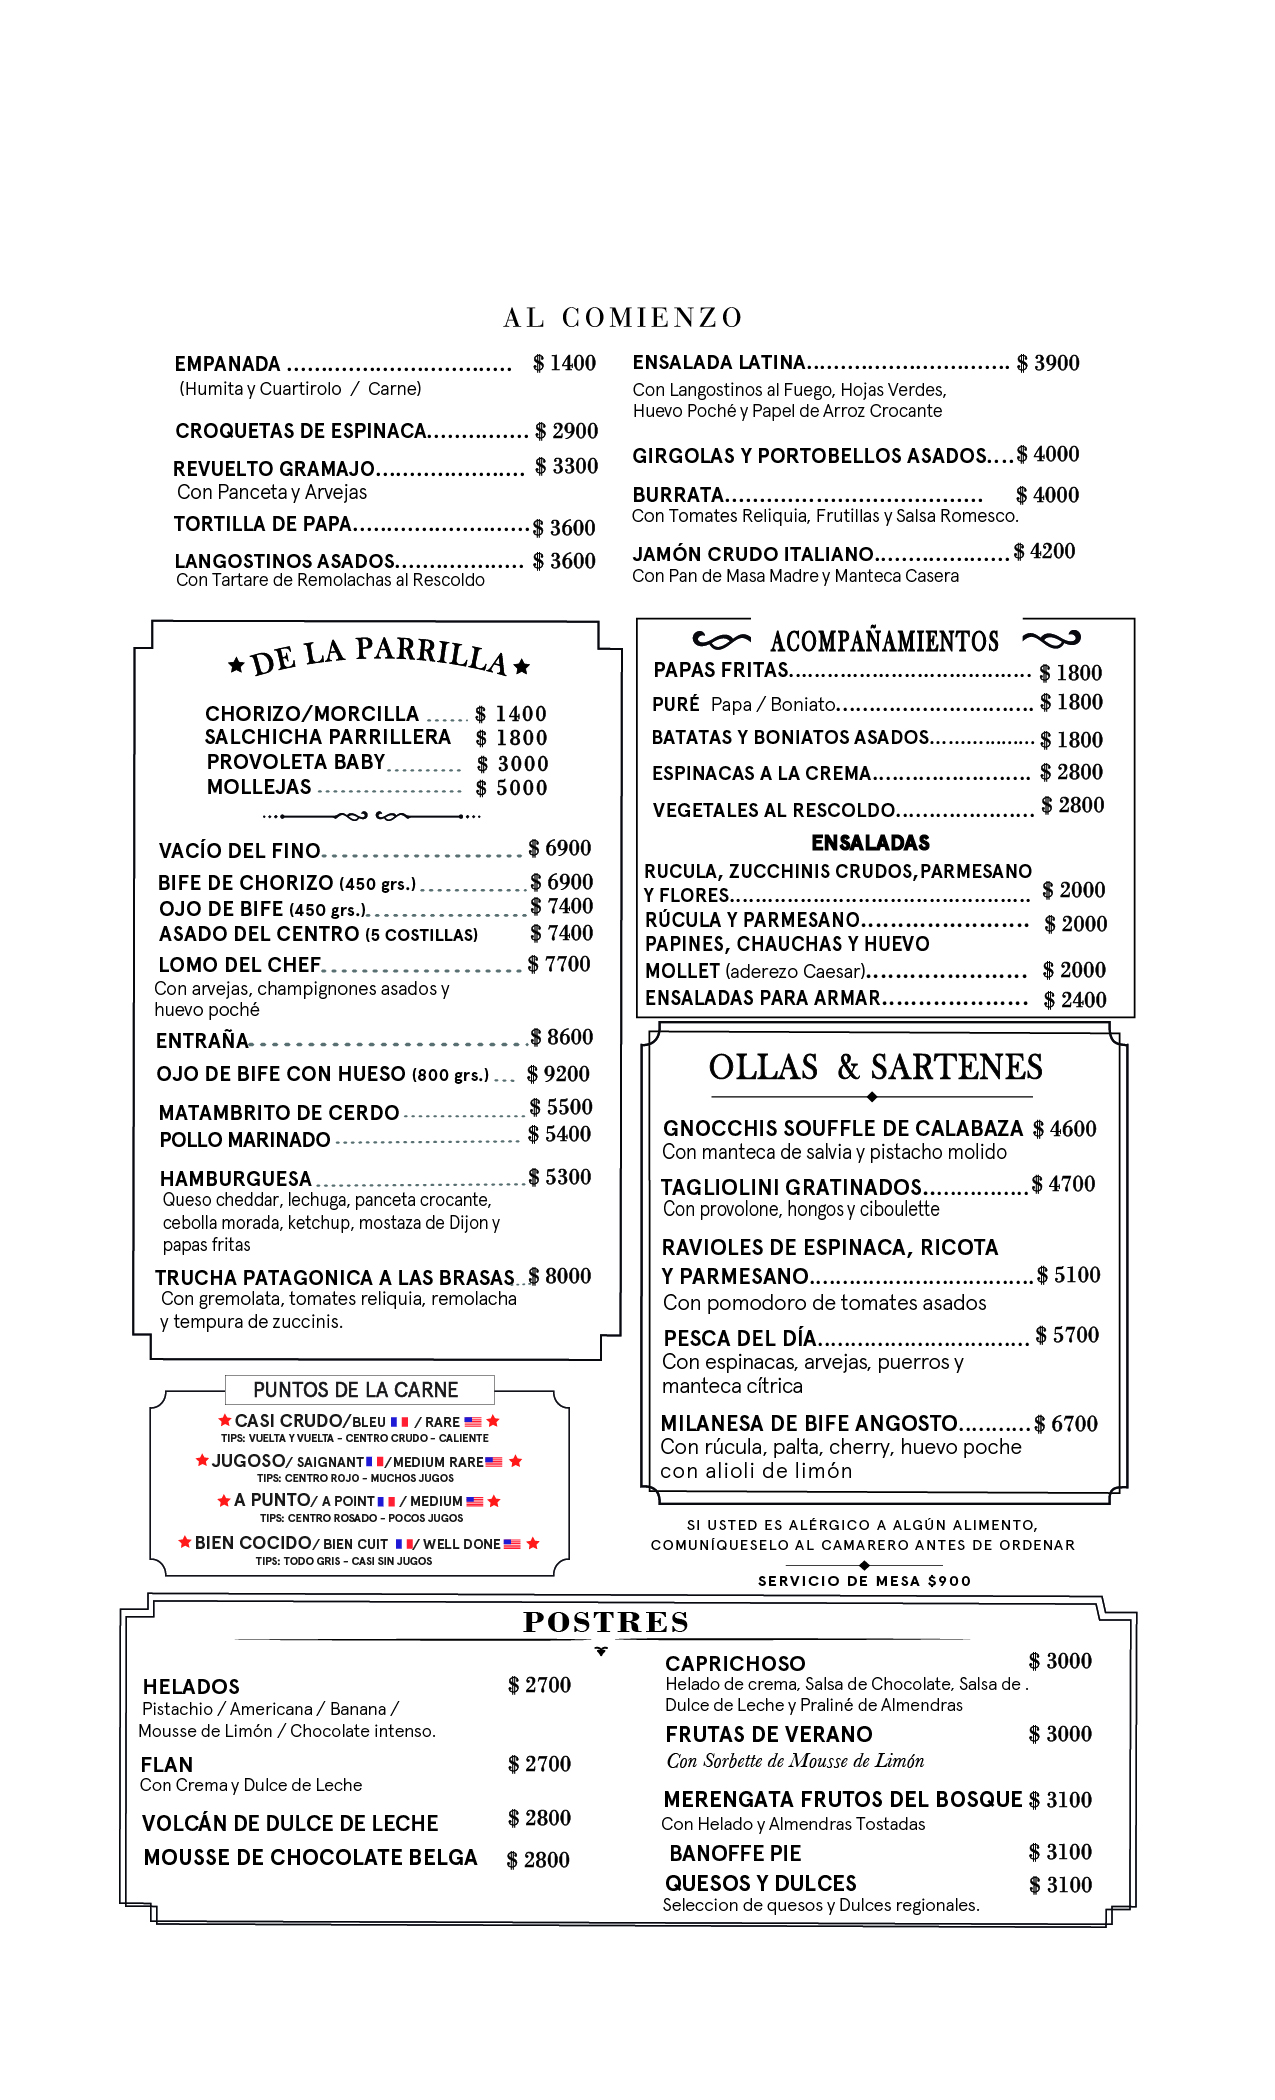 AL COMIENZO
EMPANADA ................................ $ 1400
(Humita y Cuartirolo / Carne)
CROQUETAS DE ESPINACA............... $ 2900
REVUELTO GRAMAJO...................... $ 3300
Con Panceta y Arvejas
TORTILLA DE PAPA.......................... $ 3600
LANGOSTINOS ASADOS................... $ 3600
Con Tartare de Remolachas al Rescoldo
ENSALADA LATINA............................. $ 3900
Con Langostinos al Fuego, Hojas Verdes,
Huevo Poché y Papel de Arroz Crocante
GIRGOLAS Y PORTOBELLOS ASADOS.... $ 4000
BURRATA..................................... $ 4000
Con Tomates Reliquia, Frutillas y Salsa Romesco.
JAMÓN CRUDO ITALIANO.................... $ 4200
Con Pan de Masa Madre y Manteca Casera
DE LA PARRILLA
CHORIZO/MORCILLA ...... $ 1400
SALCHICHA PARRILLERA $ 1800
PROVOLETA BABY........... $ 3000
MOLLEJAS ..................... $ 5000
VACÍO DEL FINO......................... $ 6900
BIFE DE CHORIZO (450 grs.) ............... $ 6900
OJO DE BIFE (450 grs.)....................... $ 7400
ASADO DEL CENTRO (5 COSTILLAS) $ 7400
LOMO DEL CHEF......................... $ 7700
Con arvejas, champignones asados y
huevo poché
ENTRAÑA............................... $ 8600
OJO DE BIFE CON HUESO (800 grs.) ... $ 9200
MATAMBRITO DE CERDO ................. $ 5500
POLLO MARINADO .......................... $ 5400
HAMBURGUESA .............................. $ 5300
Queso cheddar, lechuga, panceta crocante,
cebolla morada, ketchup, mostaza de Dijon y
papas fritas
TRUCHA PATAGONICA A LAS BRASAS... $ 8000
Con gremolata, tomates reliquia, remolacha
y tempura de zuccinis.
ACOMPAÑAMIENTOS
PAPAS FRITAS..................................... $ 1800
PURÉ Papa / Boniato............................. $ 1800
BATATAS Y BONIATOS ASADOS.................. $ 1800
ESPINACAS A LA CREMA........................ $ 2800
VEGETALES AL RESCOLDO..................... $ 2800
ENSALADAS
RUCULA, ZUCCHINIS CRUDOS,PARMESANO
Y FLORES............................................. $ 2000
RÚCULA Y PARMESANO........................ $ 2000
PAPINES, CHAUCHAS Y HUEVO
MOLLET (aderezo Caesar)....................... $ 2000
ENSALADAS PARA ARMAR..................... $ 2400
OLLAS & SARTENES
GNOCCHIS SOUFFLE DE CALABAZA $ 4600
Con manteca de salvia y pistacho molido
TAGLIOLINI GRATINADOS................ $ 4700
Con provolone, hongos y ciboulette
RAVIOLES DE ESPINACA, RICOTA
Y PARMESANO................................. $ 5100
Con pomodoro de tomates asados
PESCA DEL DÍA............................... $ 5700
Con espinacas, arvejas, puerros y
manteca cítrica
MILANESA DE BIFE ANGOSTO........... $ 6700
Con rúcula, palta, cherry, huevo poche
con alioli de limón
PUNTOS DE LA CARNE
CASI CRUDO/BLEU / RARE
TIPS: VUELTA Y VUELTA - CENTRO CRUDO - CALIENTE
JUGOSO/ SAIGNANT /MEDIUM RARE
TIPS: CENTRO ROJO - MUCHOS JUGOS
A PUNTO/ A POINT / MEDIUM
TIPS: CENTRO ROSADO - POCOS JUGOS
BIEN COCIDO/ BIEN CUIT / WELL DONE
TIPS: TODO GRIS - CASI SIN JUGOS
SI USTED ES ALÉRGICO A ALGÚN ALIMENTO,
COMUNÍQUESELO AL CAMARERO ANTES DE ORDENAR
SERVICIO DE MESA $900
POSTRES
HELADOS $ 2700
Pistachio / Americana / Banana /
Mousse de Limón / Chocolate intenso.
FLAN $ 2700
Con Crema y Dulce de Leche
VOLCÁN DE DULCE DE LECHE $ 2800
MOUSSE DE CHOCOLATE BELGA $ 2800
CAPRICHOSO $ 3000
Helado de crema, Salsa de Chocolate, Salsa de .
Dulce de Leche y Praliné de Almendras
FRUTAS DE VERANO $ 3000
Con Sorbette de Mousse de Limón
MERENGATA FRUTOS DEL BOSQUE $ 3100
Con Helado y Almendras Tostadas
BANOFFE PIE $ 3100
QUESOS Y DULCES $ 3100
Seleccion de quesos y Dulces regionales.